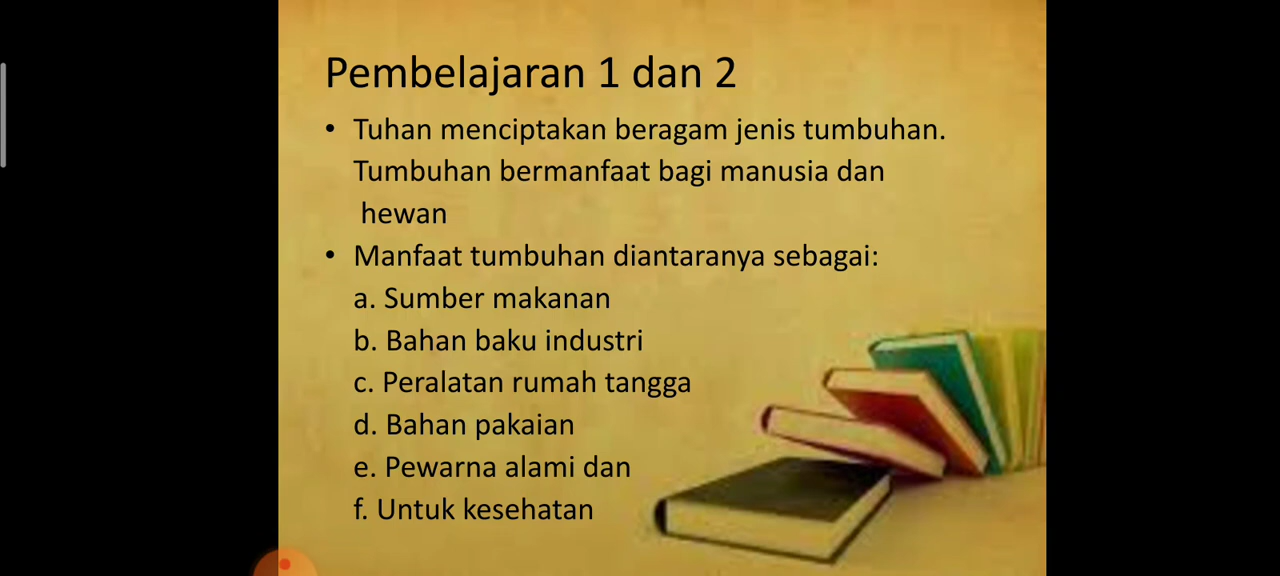 Pembelajaran 1 dan 2
• Tuhan menciptakan beragam jenis tumbuhan.
Tumbuhan bermanfaat bagi manusia dan
hewan
• Manfaat tumbuhan diantaranya sebagai:
a. Sumber makanan
b. Bahan baku industri
c. Peralatan rumah tangga
d. Bahan pakaian
e. Pewarna alami dan
f. Untuk kesehatan